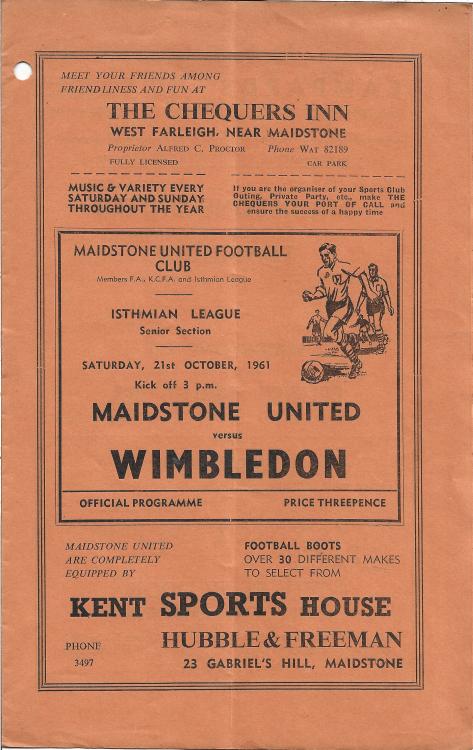 MEET YOUR FRIENDS AMONG
FRIENDLINESS AND FUN AT
THE CHEQUERS INN
WEST FARLEIGH, NEAR MAIDSTONE
Proprietor ALFRED C. PROCTOR Phone WAT 82189
FULLY LICENSED CAR PARK
MUSIC & VARIETY EVERY
SATURDAY AND SUNDAY
THROUGHOUT THE YEAR
If you are the organiser of your Sports Club
Outing, Private Party, etc., make THE
CHEQUERS YOUR PORT OF CALL and
ensure the success of a happy time
MAIDSTONE UNITED FOOTBALL
CLUB
Members F.A., K.C.F.A. and Isthmian League
ISTHMIAN LEAGUE
Senior Section
SATURDAY, 21st OCTOBER, 1961
Kick off 3 p.m.
MAIDSTONE UNITED
versus
WIMBLEDON
OFFICIAL PROGRAMME PRICE THREEPENCE
MAIDSTONE UNITED
ARE COMPLETELY
EQUIPPED BY
FOOTBALL BOOTS
OVER 30 DIFFERENT MAKES
TO SELECT FROM
KENT SPORTS HOUSE
PHONE
3497
HUBBLE & FREEMAN
23 GABRIEL'S HILL, MAIDSTONE